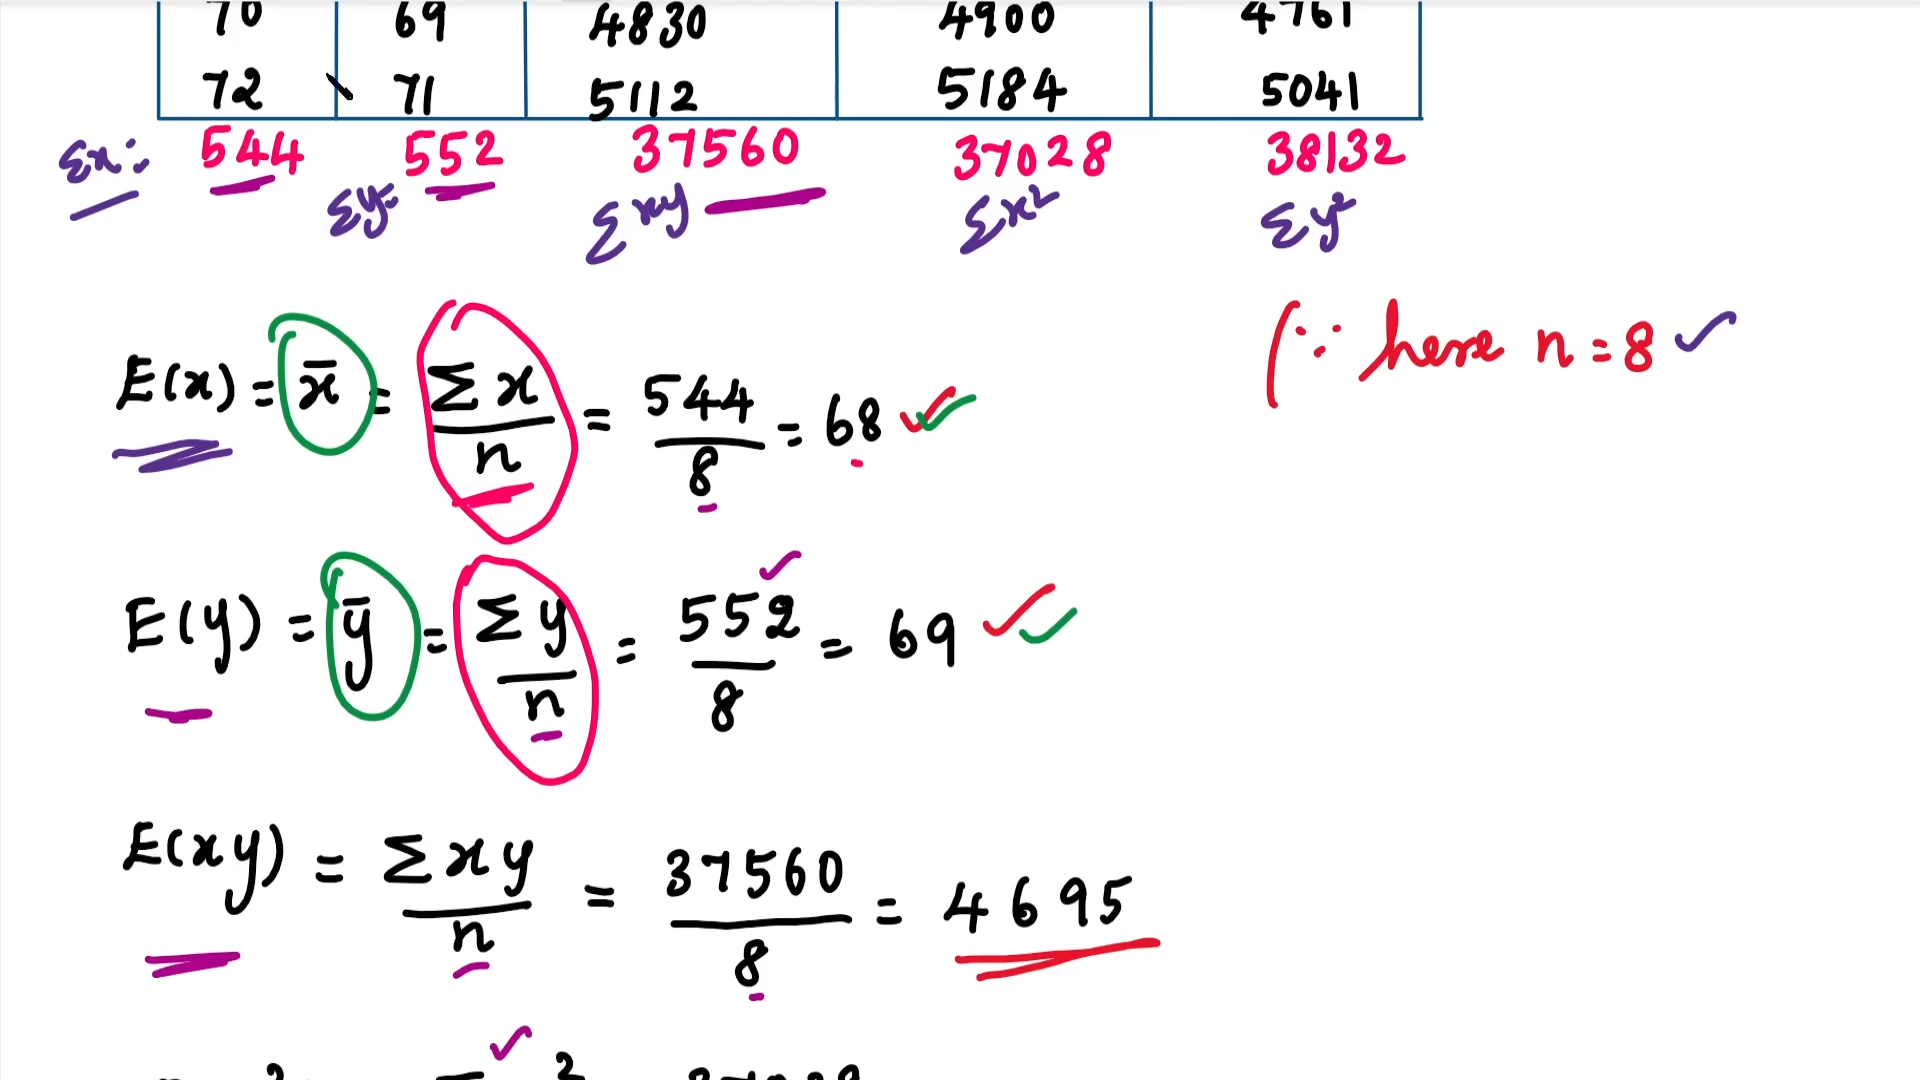 70 69 4830 4900 4761
72 71 5112 5184 5041
Σx = 544 552 37560 37028 38132
Σy = Σxy Σx² Σy²
(∵ here n = 8 ✓
E(x) = x̄ = Σx/n = 544/8 = 68 ✓✓
E(y) = ȳ = Σy/n = 552/8 = 69 ✓✓
E(xy) = Σxy/n = 37560/8 = 4695